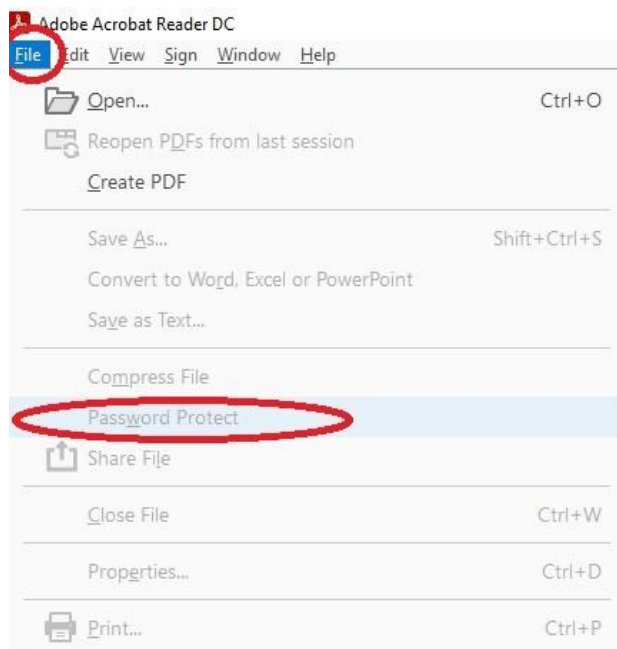 Adobe Acrobat Reader DC
File Edit View Sign Window Help
Open... Ctrl+O
Reopen PDFs from last session
Create PDF
Save As... Shift+Ctrl+S
Convert to Word, Excel or PowerPoint
Save as Text...
Compress File
Password Protect
Share File
Close File Ctrl+W
Properties... Ctrl+D
Print... Ctrl+P